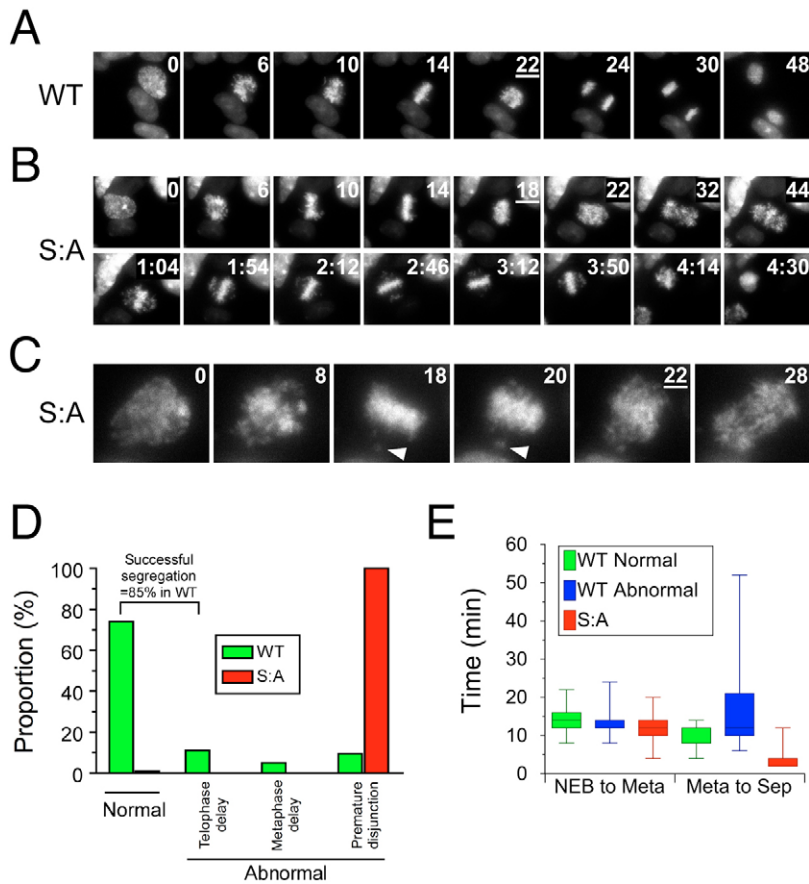 A
WT
0 6 10 14 22 24 30 48
B
S:A
0 6 10 14 18 22 32 44
1:04 1:54 2:12 2:46 3:12 3:50 4:14 4:30
C
S:A
0 8 18 20 22 28
D
Successful
segregation
=85% in WT
Proportion (%)
100
80
60
40
20
0
WT
S:A
Normal
Telophase
delay
Metaphase
delay
Premature
disjunction
Abnormal
E
Time (min)
60
50
40
30
20
10
0
WT Normal
WT Abnormal
S:A
NEB to Meta
Meta to Sep